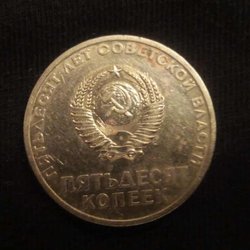 ПЯТЬДЕСЯТ ЛЕТ СОВЕТСКОЙ ВЛАСТИ
ПЯТЬДЕСЯТ
КОПЕЕК